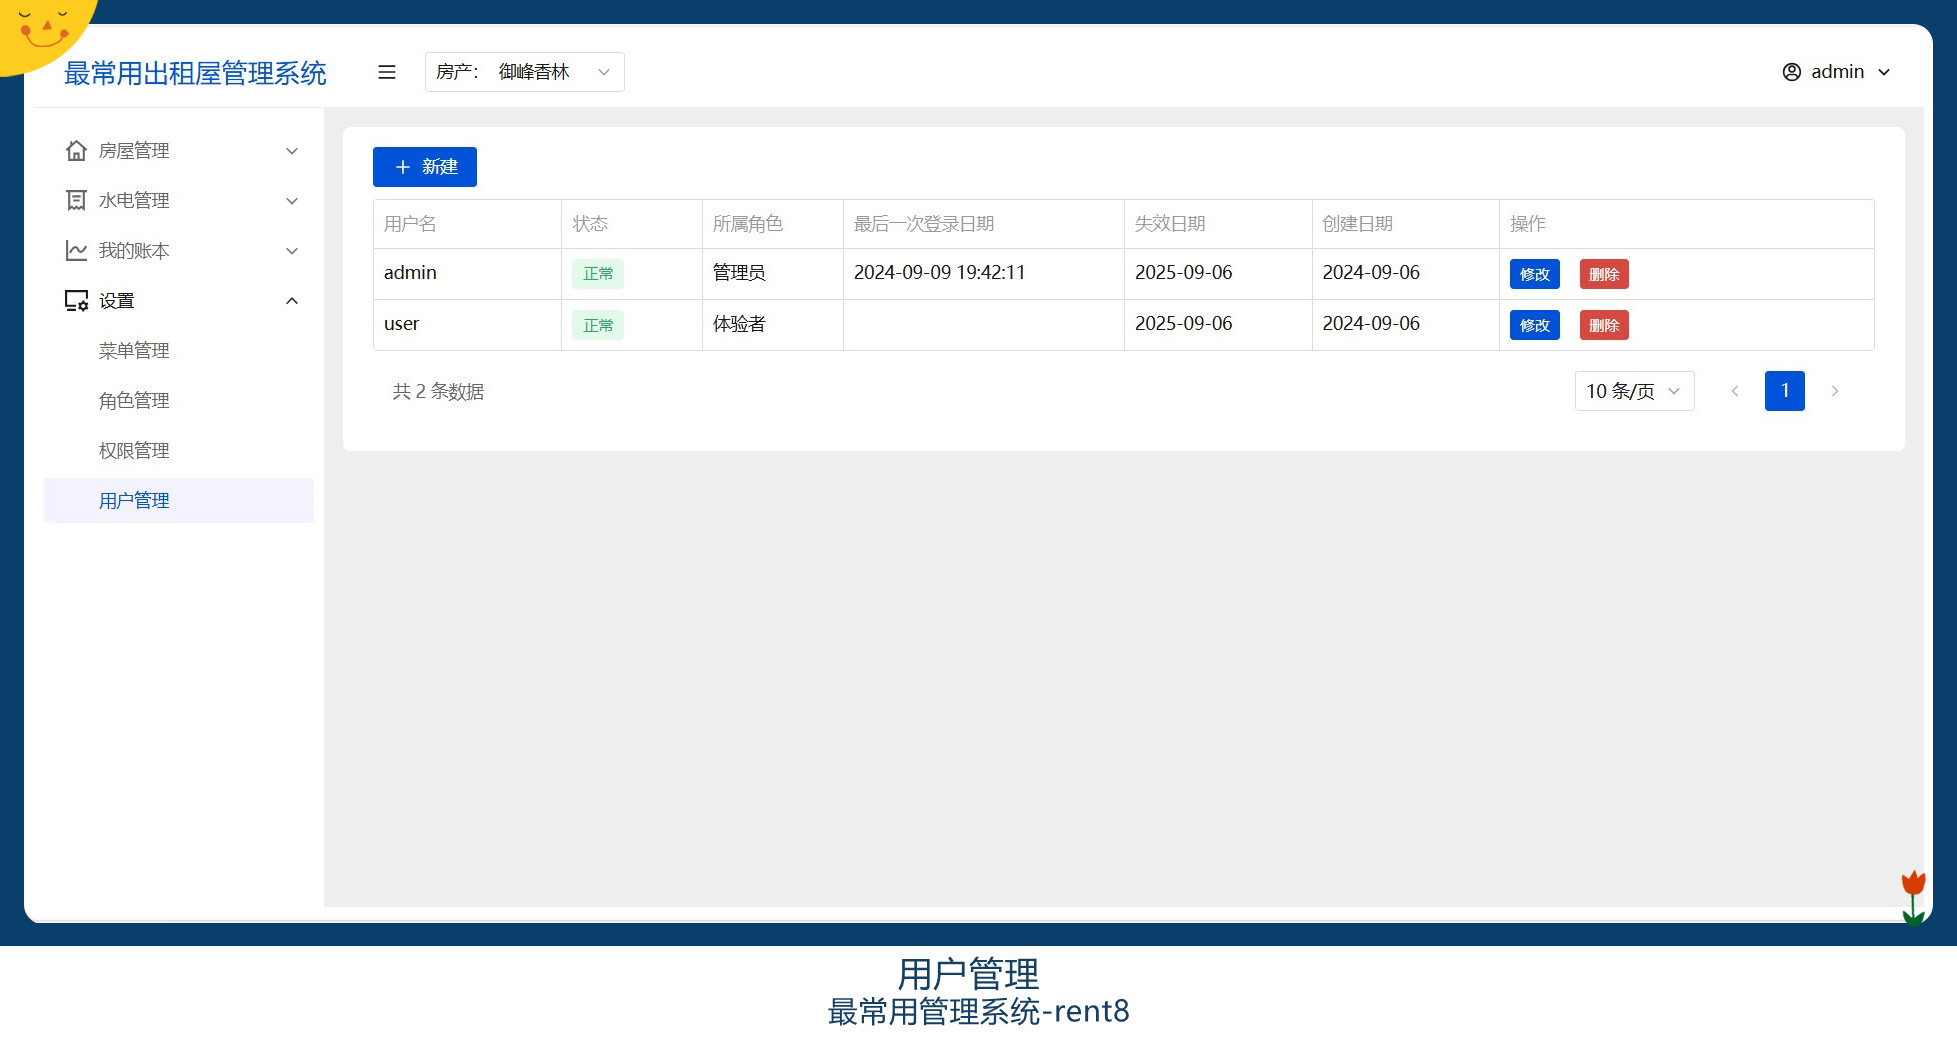 最常用出租屋管理系统
房产： 御峰香林
admin
房屋管理
水电管理
我的账本
设置
菜单管理
角色管理
权限管理
用户管理
新建
用户名 状态 所属角色 最后一次登录日期 失效日期 创建日期 操作
admin 正常 管理员 2024-09-09 19:42:11 2025-09-06 2024-09-06 修改 删除
user 正常 体验者 2025-09-06 2024-09-06 修改 删除
共 2 条数据 10 条/页 1
用户管理
最常用管理系统-rent8